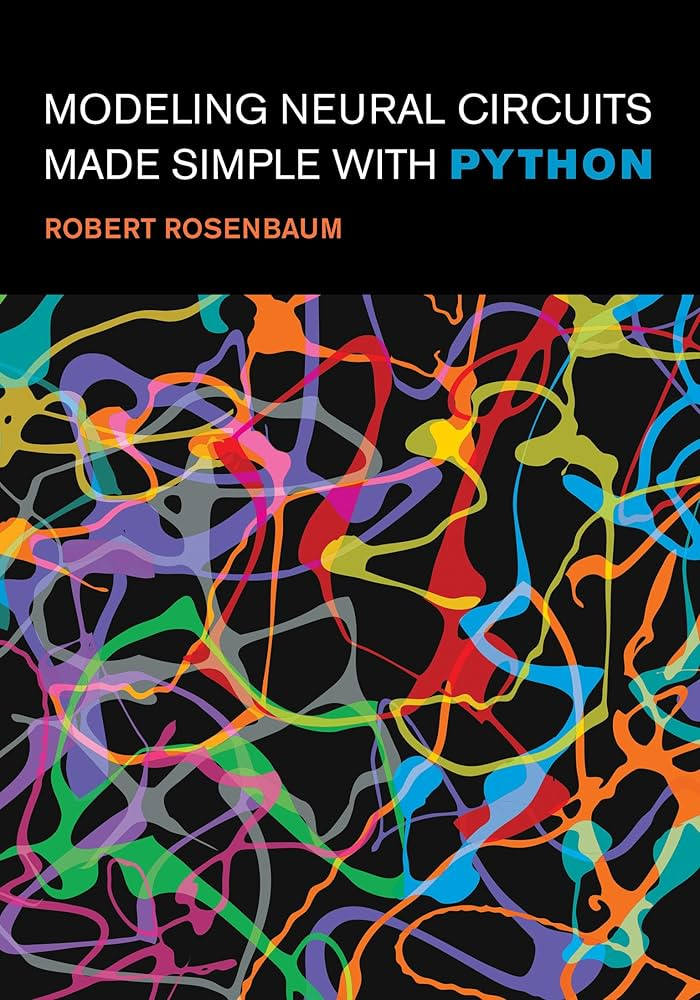 MODELING NEURAL CIRCUITS
MADE SIMPLE WITH PYTHON
ROBERT ROSENBAUM